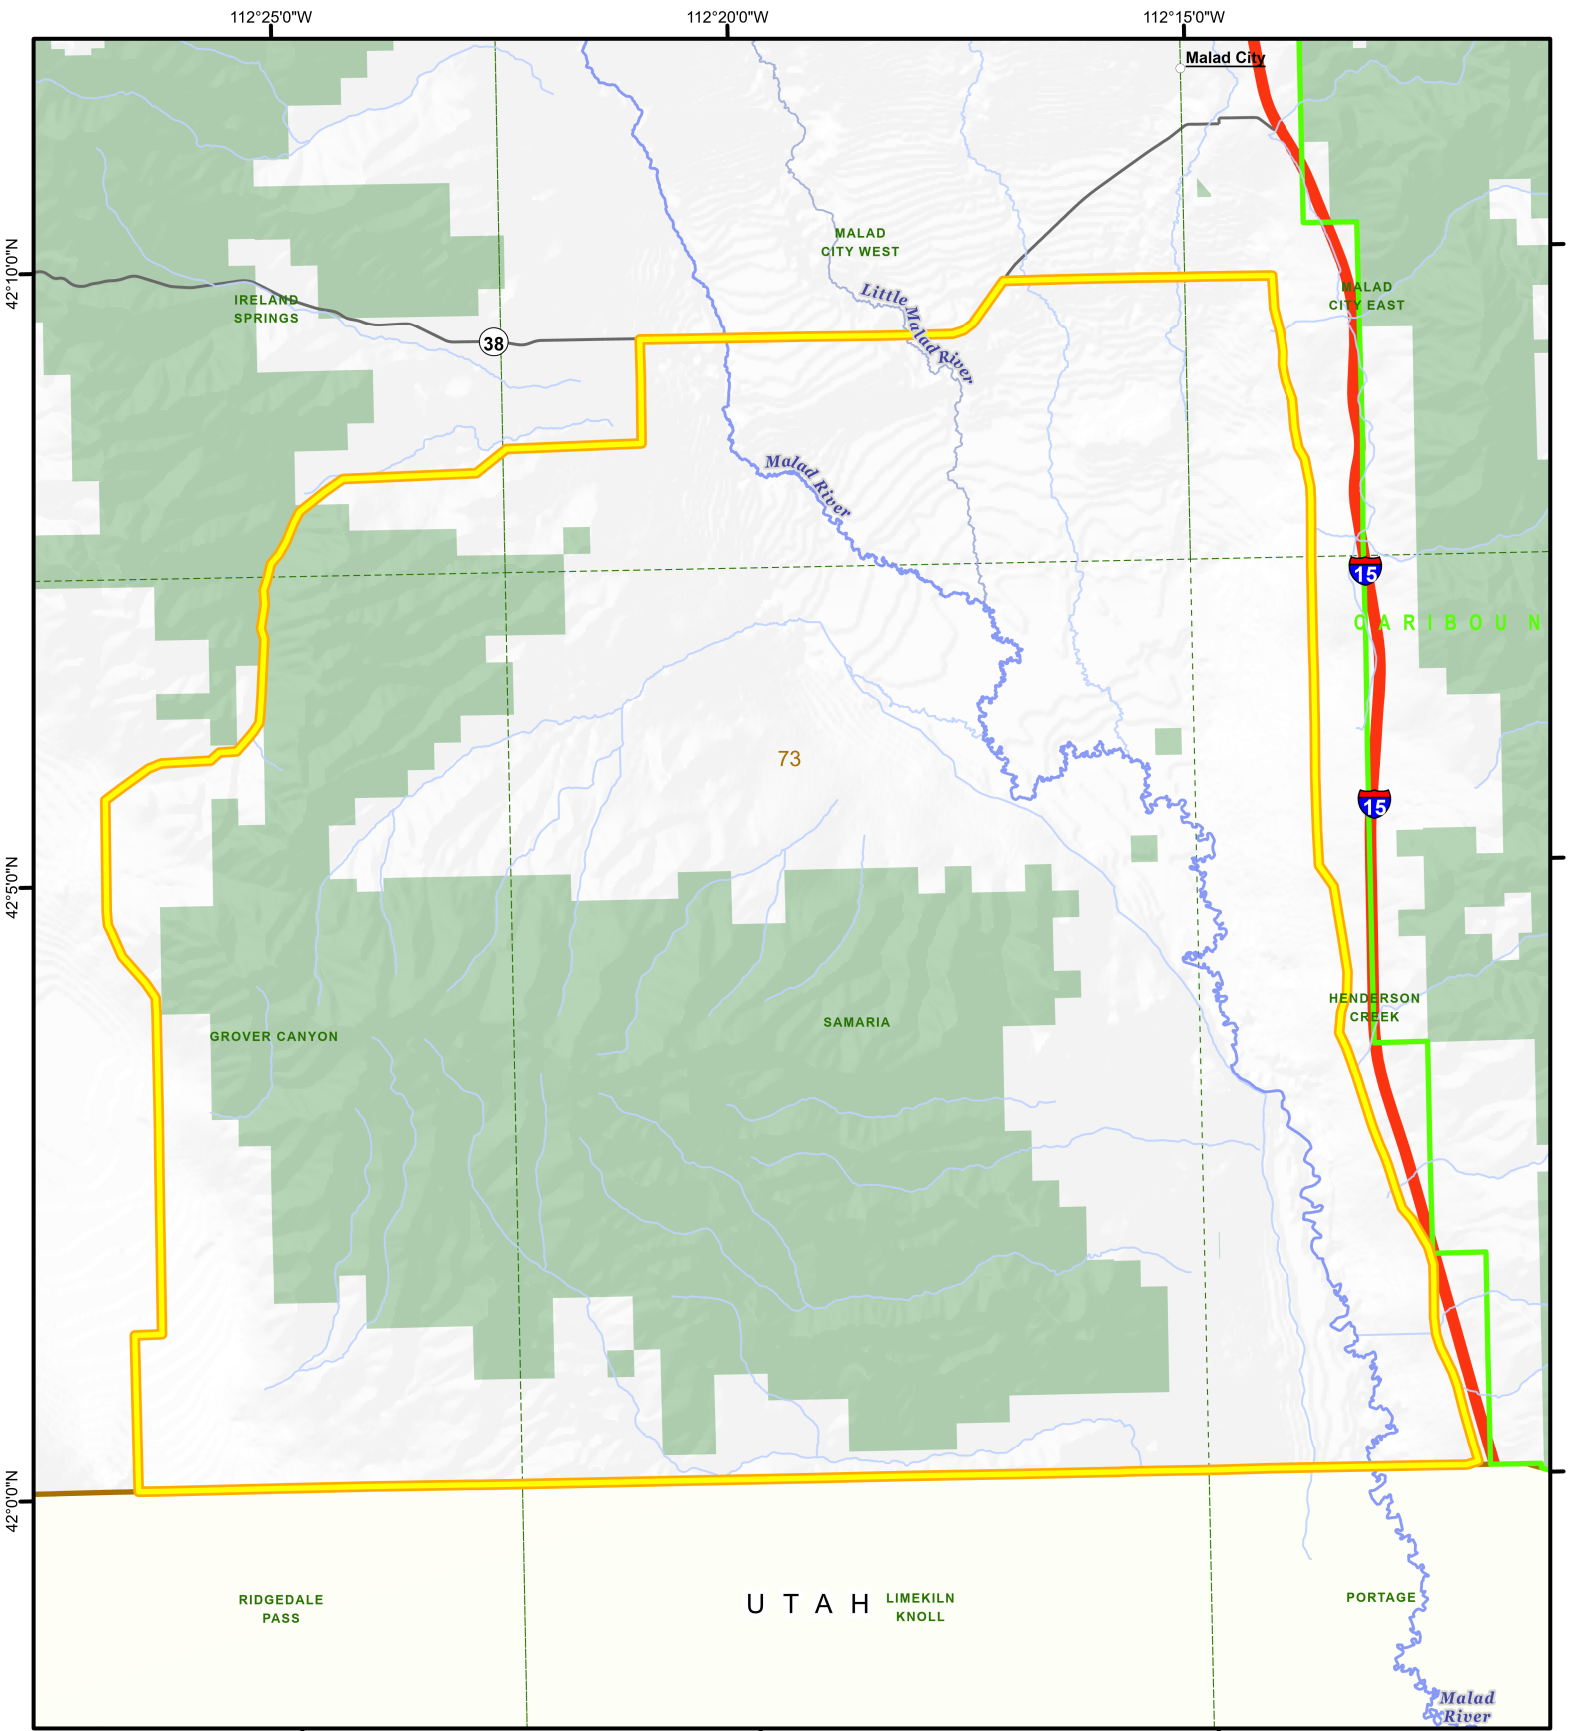 112°25'0"W
112°20'0"W
112°15'0"W
Malad City
42°10'0"N
MALAD
CITY WEST
IRELAND
SPRINGS
Little Malad River
MALAD
CITY EAST
38
Malad River
15
CARIBOU N
73
15
42°5'0"N
HENDERSON
CREEK
GROVER CANYON
SAMARIA
42°0'0"N
RIDGEDALE
PASS
UTAH
LIMEKILN
KNOLL
PORTAGE
Malad
River